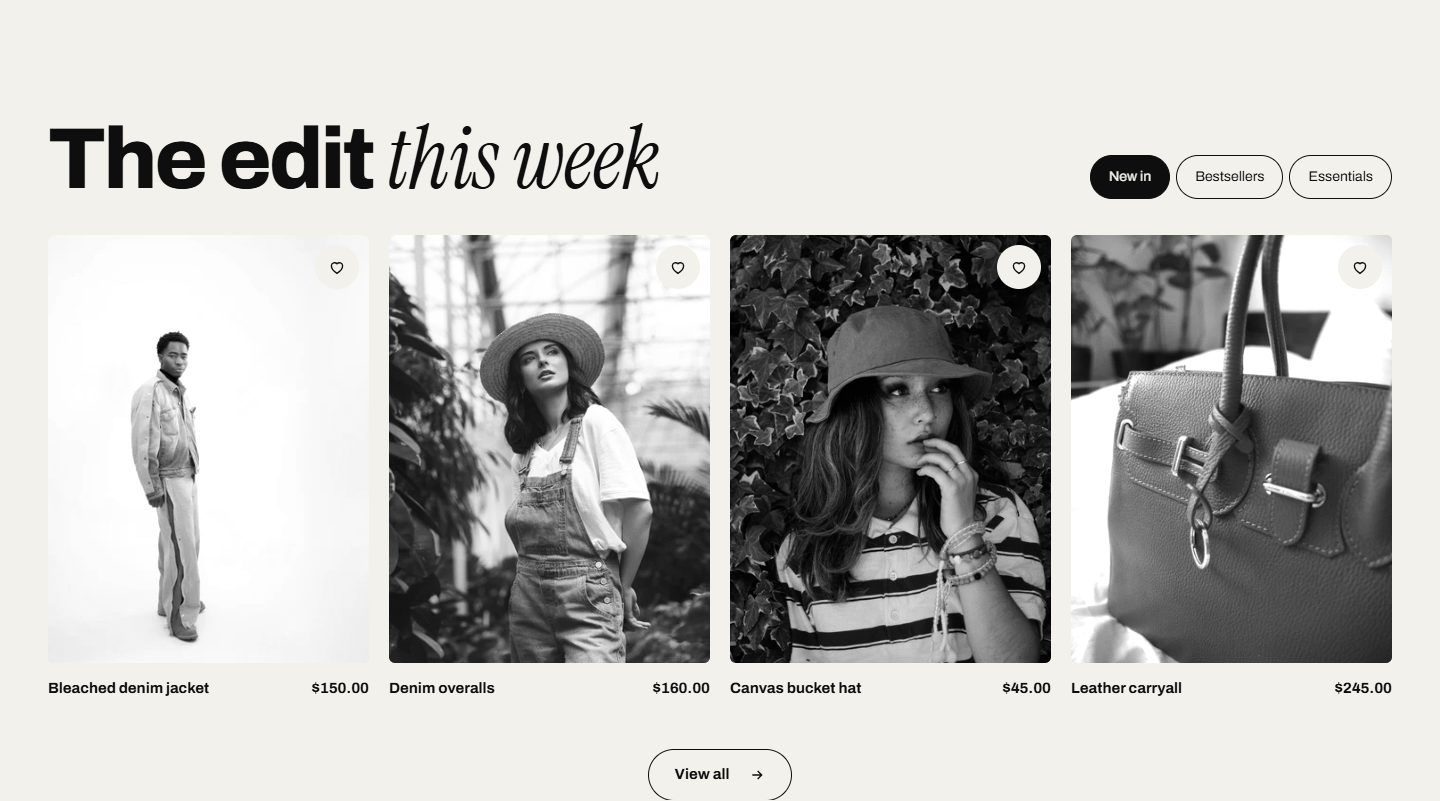 The edit this week
New in
Bestsellers
Essentials
Bleached denim jacket
$150.00
Denim overalls
$160.00
Canvas bucket hat
$45.00
Leather carryall
$245.00
View all →